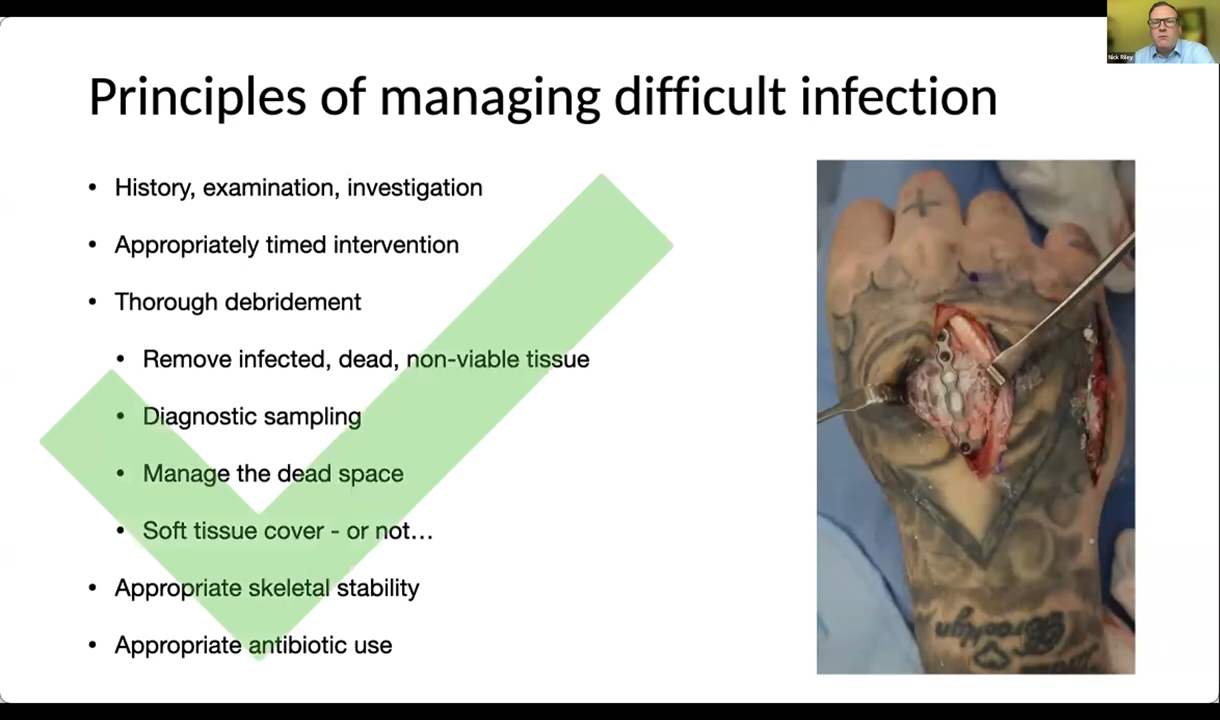 Nick Riley
Principles of managing difficult infection
• History, examination, investigation
• Appropriately timed intervention
• Thorough debridement
• Remove infected, dead, non-viable tissue
• Diagnostic sampling
• Manage the dead space
• Soft tissue cover - or not…
• Appropriate skeletal stability
• Appropriate antibiotic use
Brooklyn